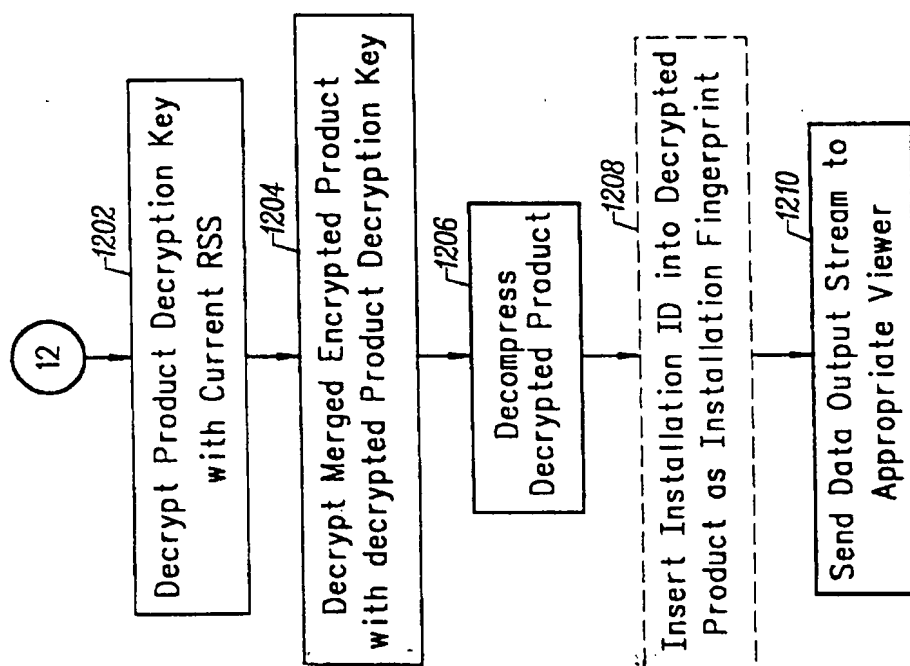 12
1202
Decrypt Product Decryption Key
with Current RSS
1204
Decrypt Merged Encrypted Product
with decrypted Product Decryption Key
1206
Decompress
Decrypted Product
1208
Insert Installation ID into Decrypted
Product as Installation Fingerprint
1210
Send Data Output Stream to
Appropriate Viewer